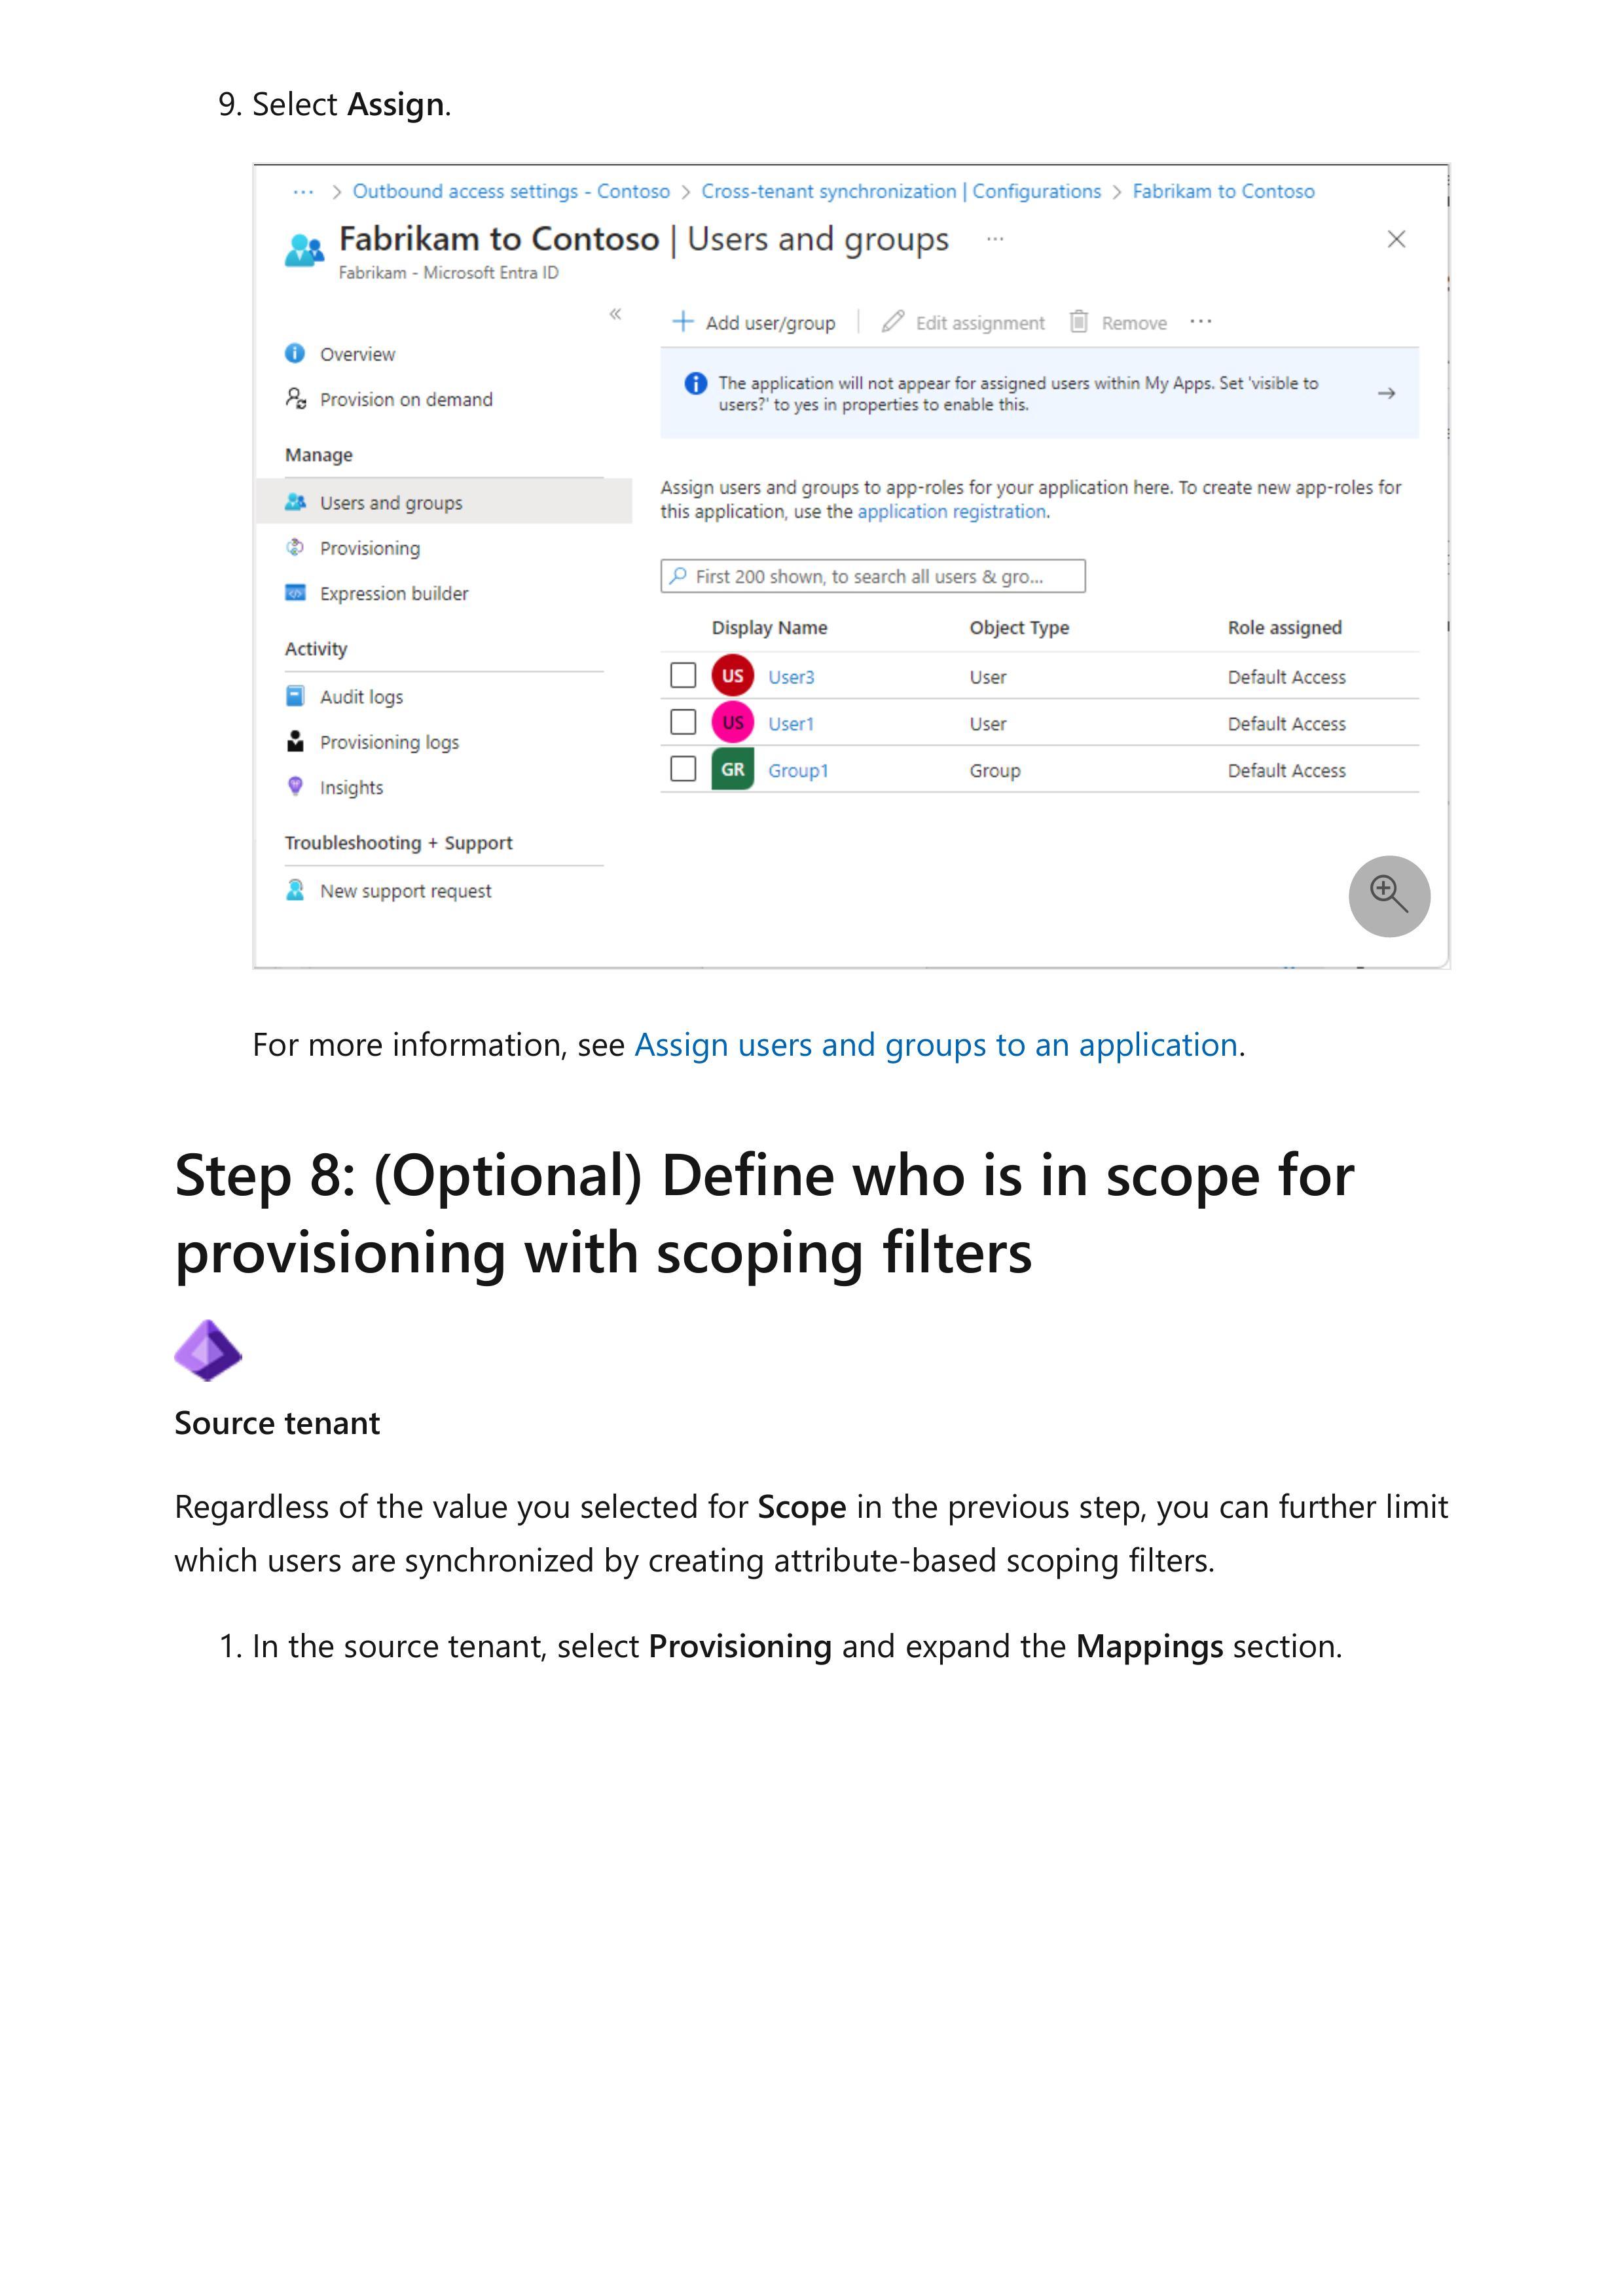 9. Select Assign.
··· > Outbound access settings - Contoso > Cross-tenant synchronization | Configurations > Fabrikam to Contoso
Fabrikam to Contoso | Users and groups ···
Fabrikam - Microsoft Entra ID
«
Overview
Provision on demand
Manage
Users and groups
Provisioning
Expression builder
Activity
Audit logs
Provisioning logs
Insights
Troubleshooting + Support
New support request
+ Add user/group | Edit assignment Remove ···
The application will not appear for assigned users within My Apps. Set 'visible to
users?' to yes in properties to enable this. →
Assign users and groups to app-roles for your application here. To create new app-roles for
this application, use the application registration.
First 200 shown, to search all users & gro...
Display Name Object Type Role assigned
US User3 User Default Access
US User1 User Default Access
GR Group1 Group Default Access
For more information, see Assign users and groups to an application.
Step 8: (Optional) Define who is in scope for
provisioning with scoping filters
Source tenant
Regardless of the value you selected for Scope in the previous step, you can further limit
which users are synchronized by creating attribute-based scoping filters.
1. In the source tenant, select Provisioning and expand the Mappings section.